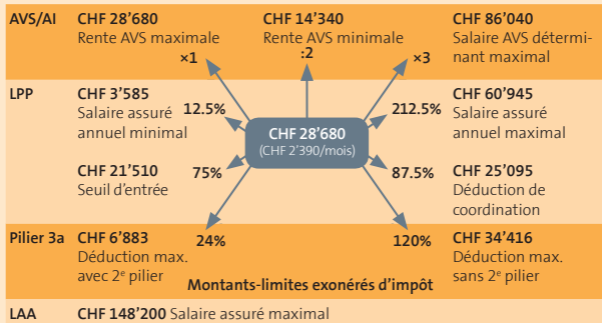 AVS/AI
CHF 28’680
Rente AVS maximale
×1
CHF 14’340
Rente AVS minimale
:2
CHF 86’040
Salaire AVS détermi-
nant maximal
×3
LPP
CHF 3’585
Salaire assuré
annuel minimal
12.5%
CHF 28’680
(CHF 2’390/mois)
212.5%
CHF 60’945
Salaire assuré
annuel maximal
CHF 21’510
Seuil d’entrée
75%
87.5%
CHF 25’095
Déduction de
coordination
Pilier 3a
CHF 6’883
Déduction max.
avec 2e pilier
24%
120%
CHF 34’416
Déduction max.
sans 2e pilier
Montants-limites exonérés d’impôt
LAA
CHF 148’200 Salaire assuré maximal